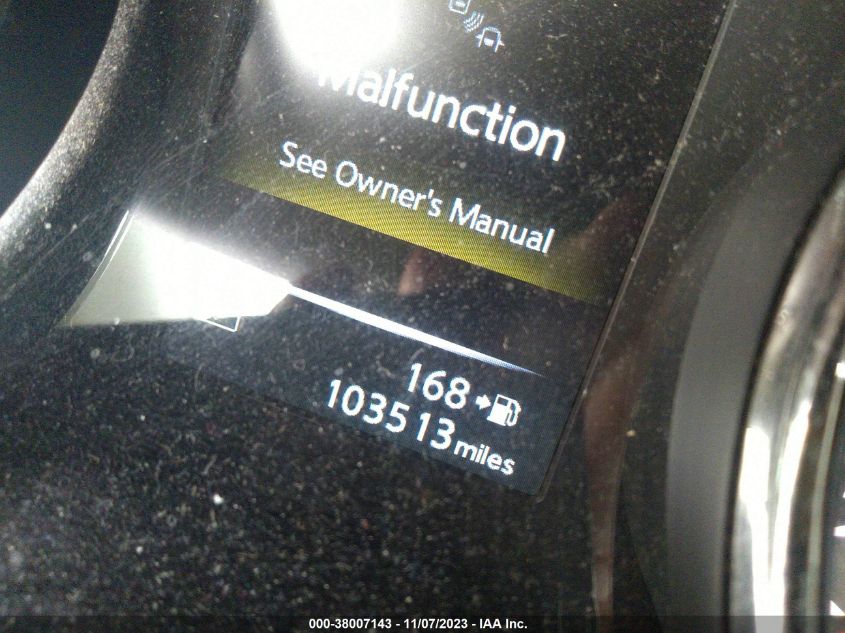 Malfunction
See Owner's Manual
168
103513 miles
000-38007143 - 11/07/2023 - IAA Inc.